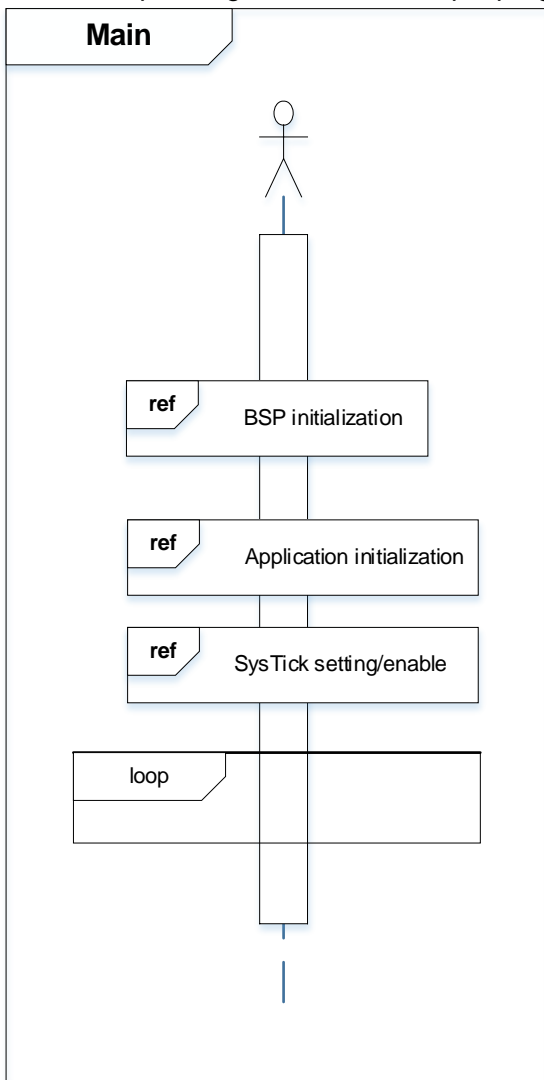 Main
ref
BSP initialization
ref
Application initialization
ref
SysTick setting/enable
loop